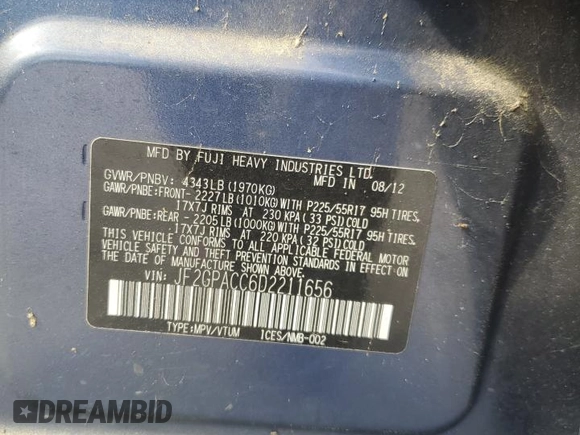 MFD BY FUJI HEAVY INDUSTRIES LTD.
GVWR/PNBV: 4343LB(1970KG) MFD IN 08/12
GAWR/PNBE:FRONT- 2227LB(1010KG)WITH P225/55R17 95H TIRES.
17X7J RIMS AT 230 KPA(33 PSI)COLD
GAWR/PNBE:REAR - 2205LB(1000KG)WITH P225/55R17 95H TIRES.
17X7J RIMS AT 220 KPA(32 PSI)COLD
THIS VEHICLE CONFORMS TO ALL APPLICABLE FEDERAL MOTOR
VEHICLE SAFETY AND THEFT PREVENTION STANDARDS IN EFFECT
ON THE DATE OF MANUFACTURE SHOWN ABOVE.
VIN: JF2GPACC6D2211656
TYPE:MPV/VTUM ICES/NMB-002
DREAMBID